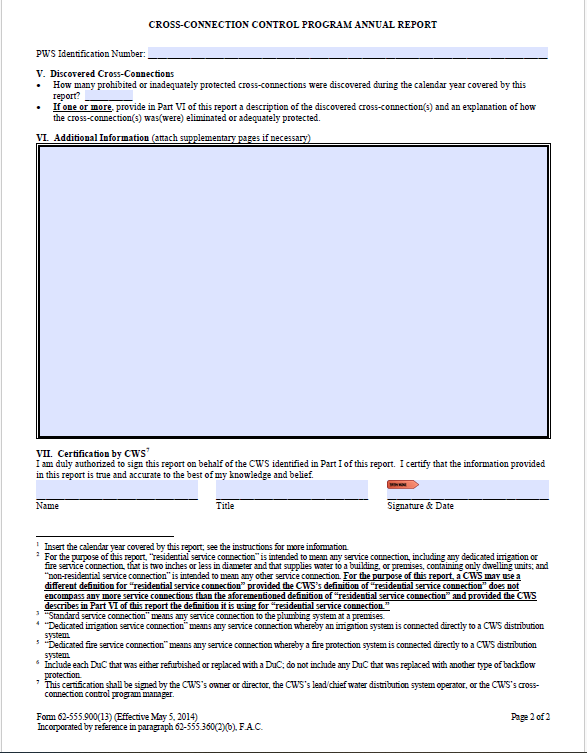 CROSS-CONNECTION CONTROL PROGRAM ANNUAL REPORT
PWS Identification Number:
V. Discovered Cross-Connections
• How many prohibited or inadequately protected cross-connections were discovered during the calendar year covered by this
report?
• If one or more, provide in Part VI of this report a description of the discovered cross-connection(s) and an explanation of how
the cross-connection(s) was(were) eliminated or adequately protected.
VI. Additional Information (attach supplementary pages if necessary)
VII. Certification by CWS7
I am duly authorized to sign this report on behalf of the CWS identified in Part I of this report. I certify that the information provided
in this report is true and accurate to the best of my knowledge and belief.
Name Title Signature & Date
1 Insert the calendar year covered by this report; see the instructions for more information.
2 For the purpose of this report, “residential service connection” is intended to mean any service connection, including any dedicated irrigation or
fire service connection, that is two inches or less in diameter and that supplies water to a building, or premises, containing only dwelling units; and
“non-residential service connection” is intended to mean any other service connection. For the purpose of this report, a CWS may use a
different definition for “residential service connection” provided the CWS’s definition of “residential service connection” does not
encompass any more service connections than the aforementioned definition of “residential service connection” and provided the CWS
describes in Part VI of this report the definition it is using for “residential service connection.”
3 “Standard service connection” means any service connection to the plumbing system at a premises.
4 “Dedicated irrigation service connection” means any service connection whereby an irrigation system is connected directly to a CWS distribution
system.
5 “Dedicated fire service connection” means any service connection whereby a fire protection system is connected directly to a CWS distribution
system.
6 Include each DuC that was either refurbished or replaced with a DuC; do not include any DuC that was replaced with another type of backflow
protection.
7 This certification shall be signed by the CWS’s owner or director, the CWS’s lead/chief water distribution system operator, or the CWS’s cross-
connection control program manager.
Form 62-555.900(13) (Effective May 5, 2014) Page 2 of 2
Incorporated by reference in paragraph 62-555.360(2)(b), F.A.C.